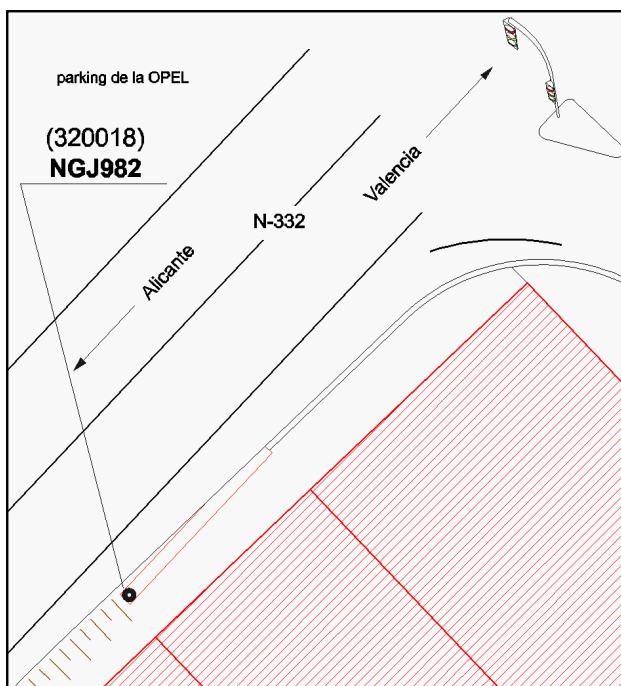 parking de la OPEL
(320018)
NGJ982
Valencia
N-332
Alicante